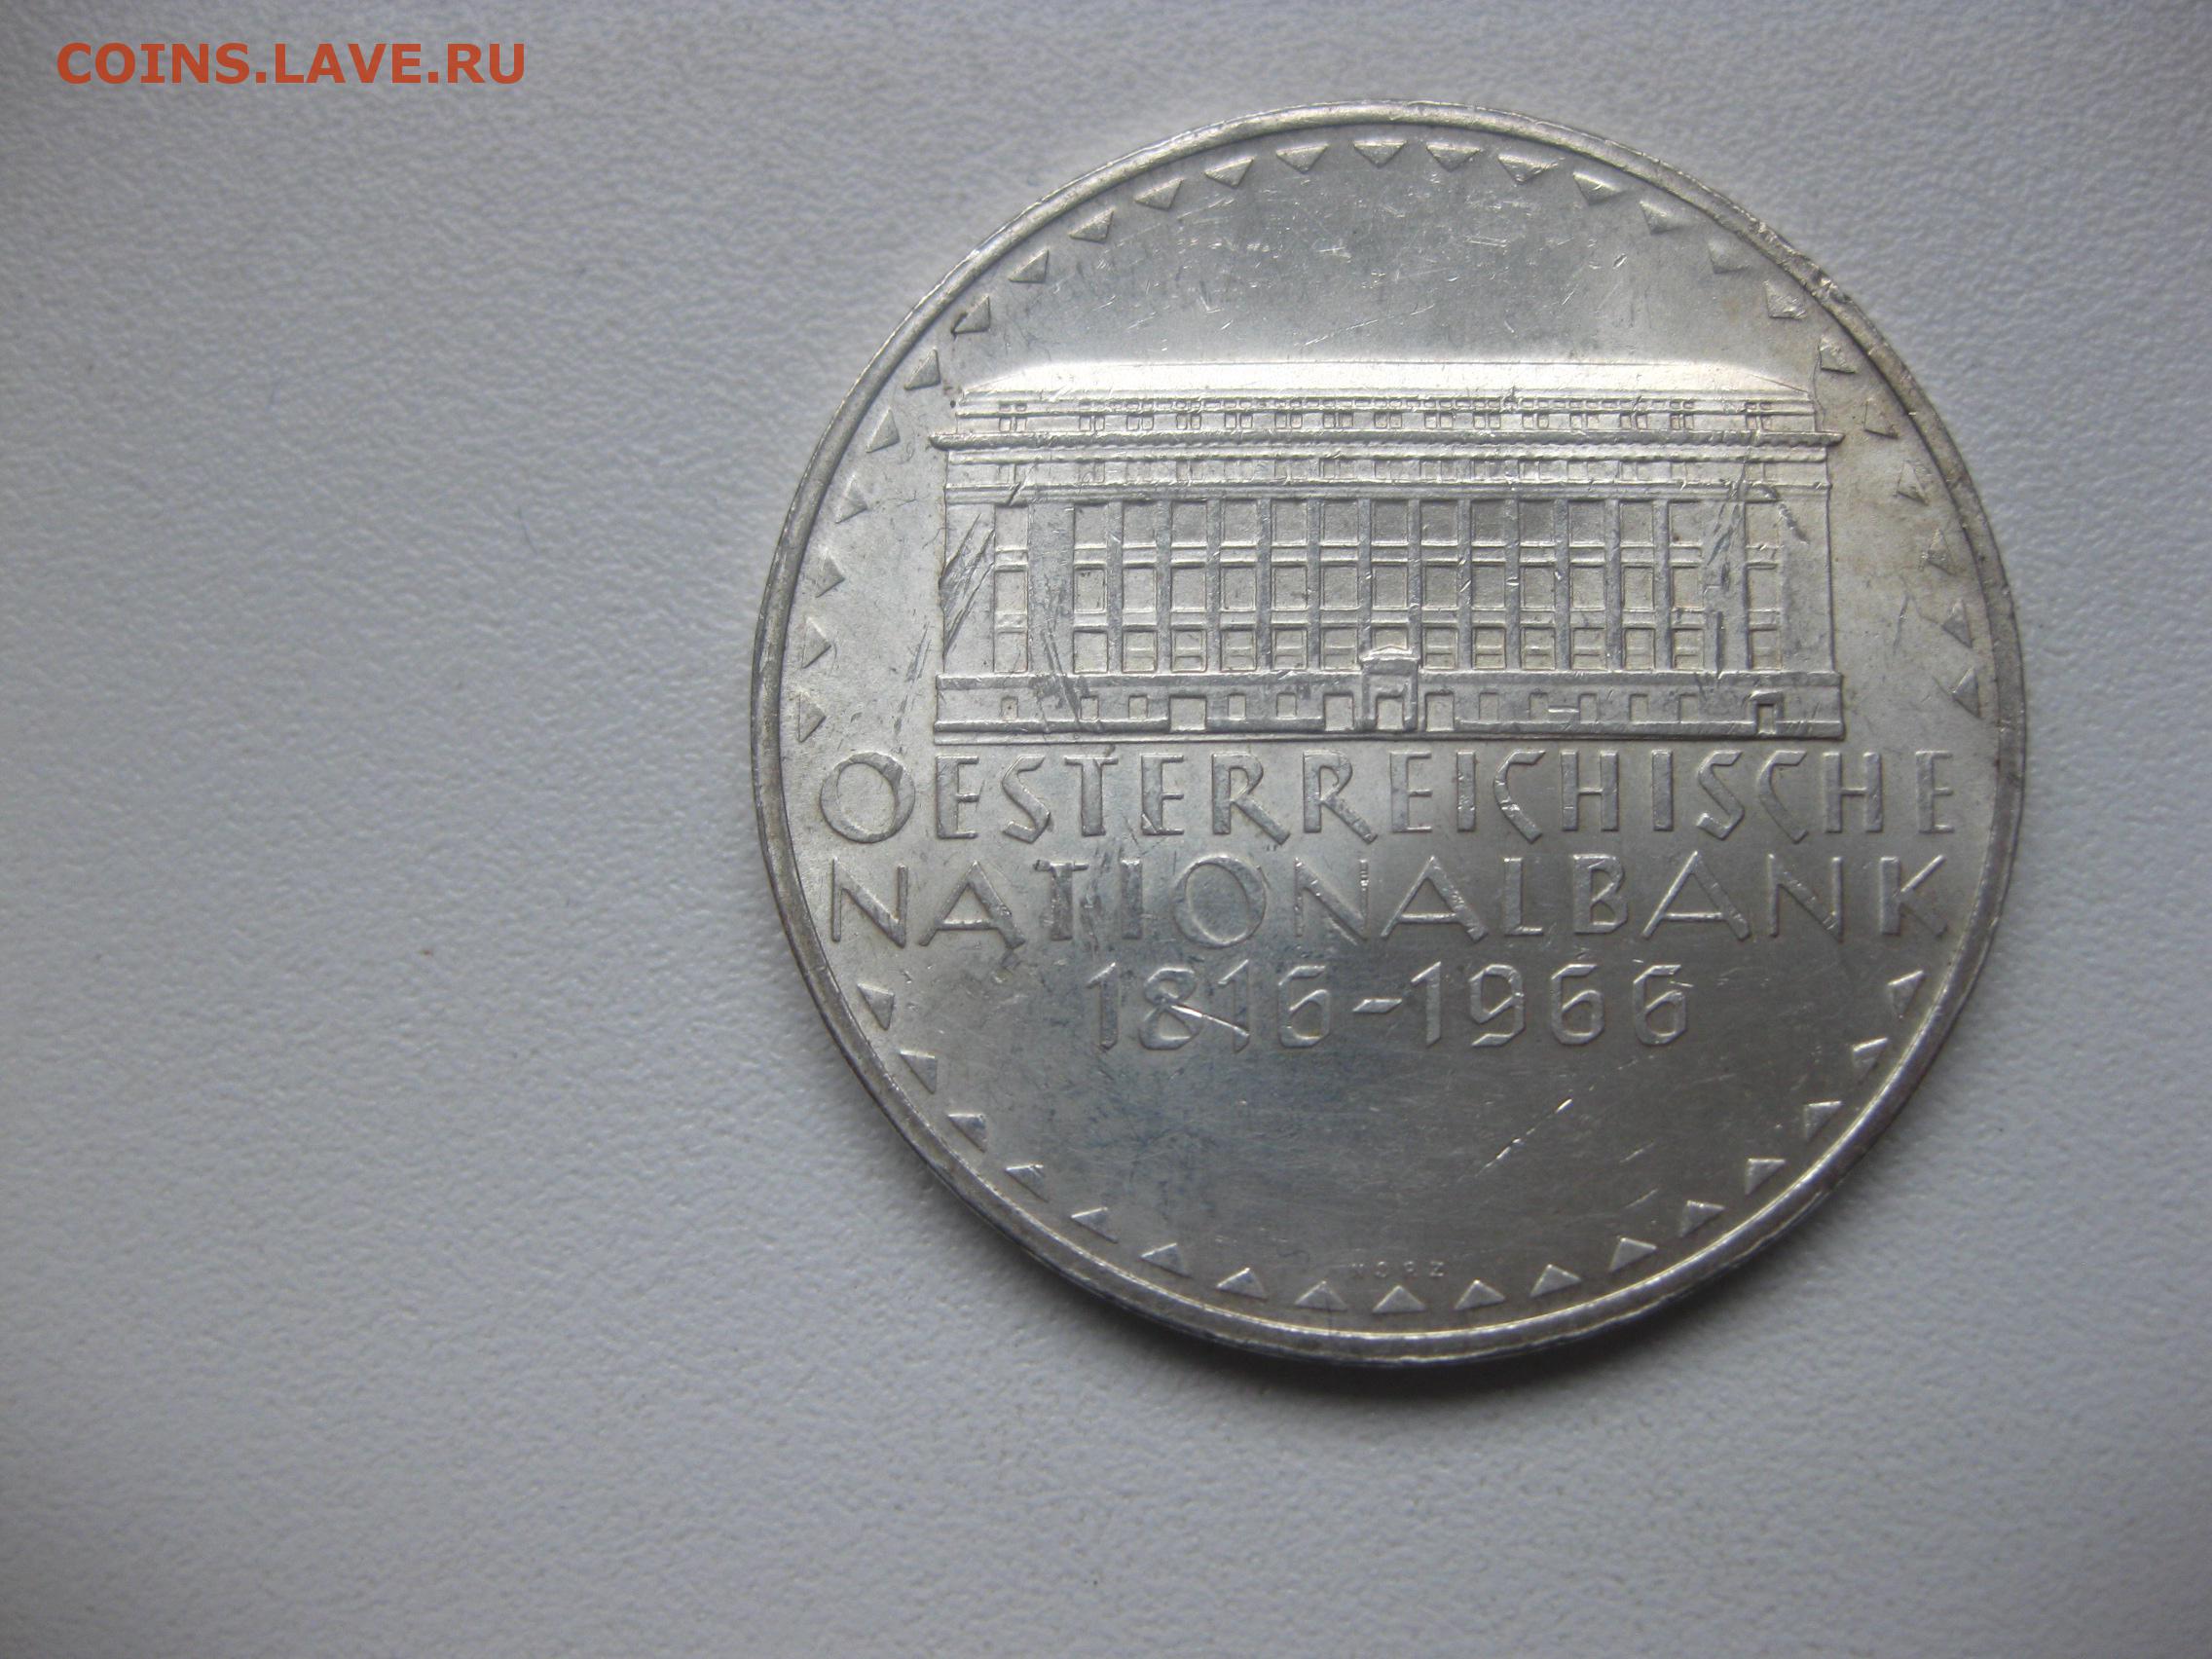 COINS.LAVE.RU
OESTERREICHISCHE
NATIONALBANK
1816-1966